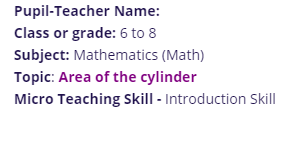 Pupil-Teacher Name:
Class or grade: 6 to 8
Subject: Mathematics (Math)
Topic: Area of the cylinder
Micro Teaching Skill - Introduction Skill